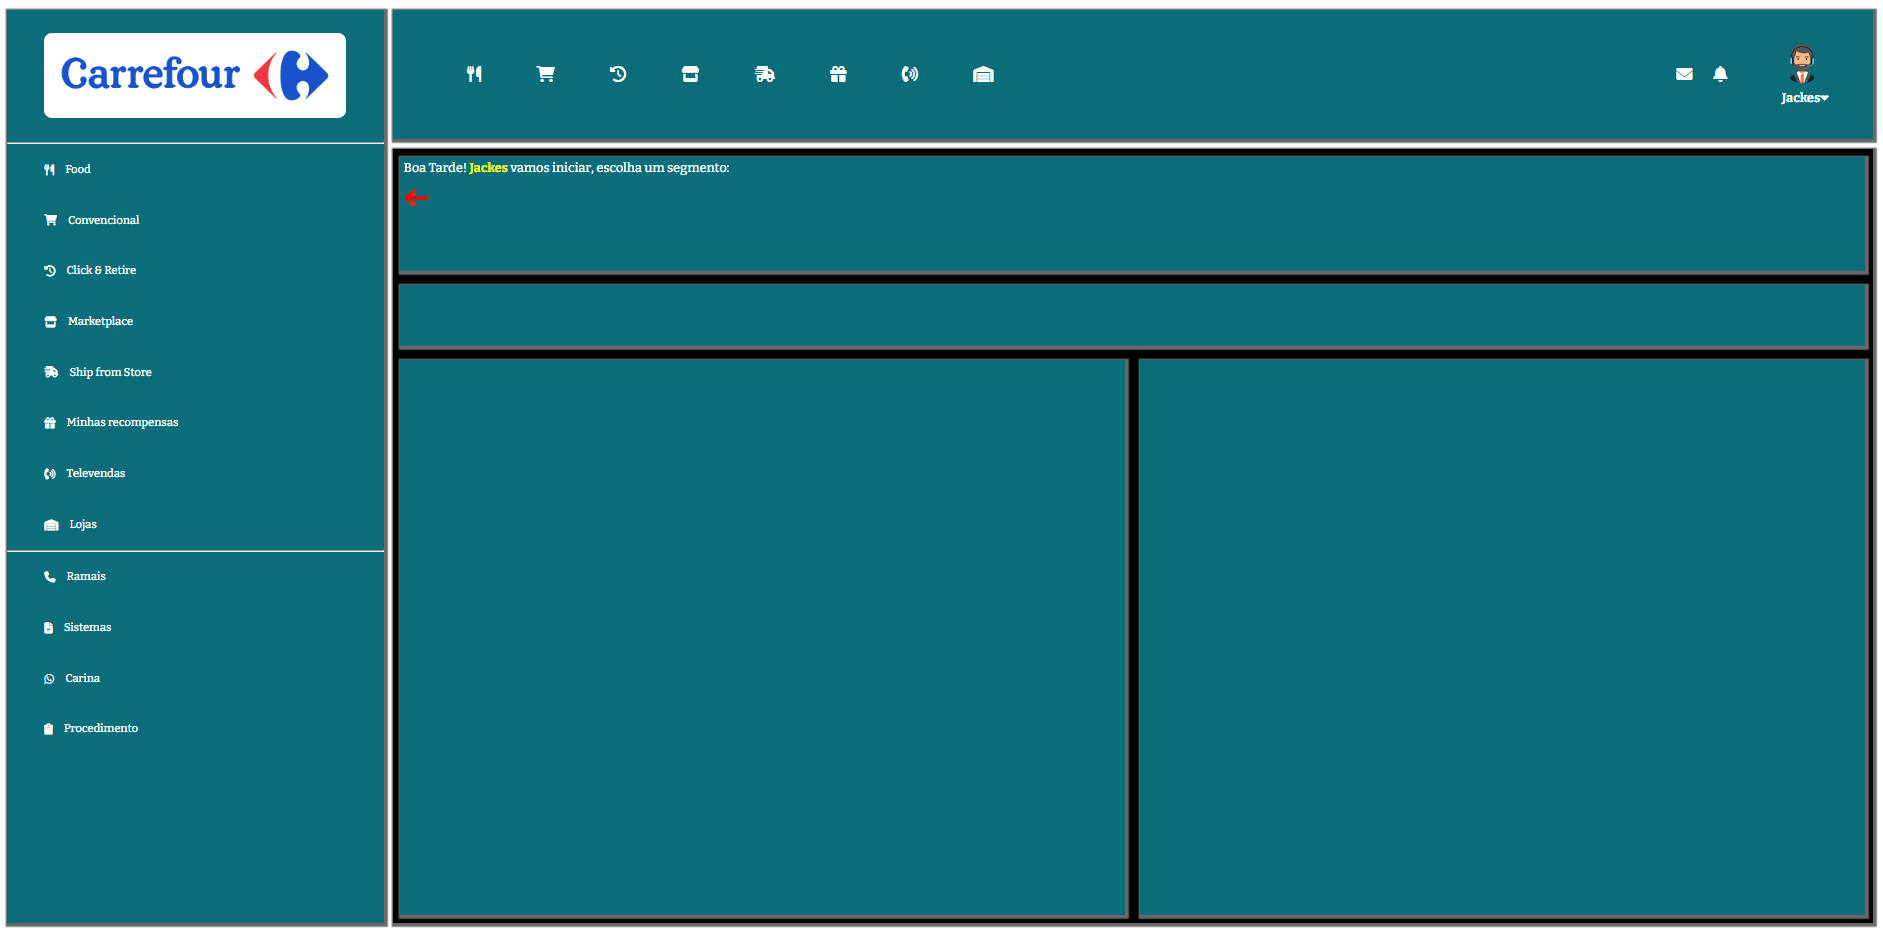 Carrefour
Jackes
Food
Convencional
Click & Retire
Marketplace
Ship from Store
Minhas recompensas
Televendas
Lojas
Ramais
Sistemas
Carina
Procedimento
Boa Tarde! Jackes vamos iniciar, escolha um segmento: